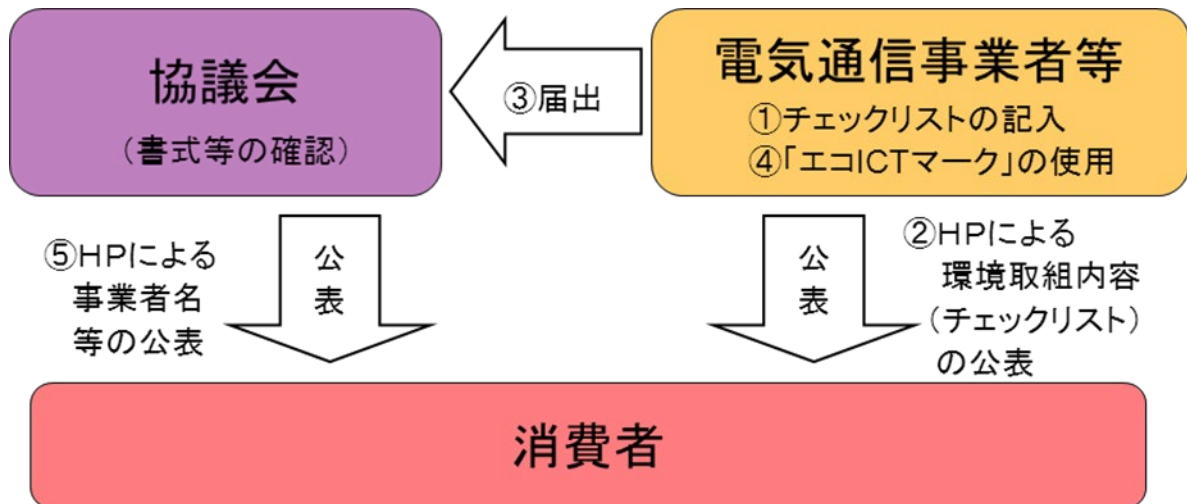 協議会
（書式等の確認）
③届出
電気通信事業者等
①チェックリストの記入
④「エコICTマーク」の使用
⑤ＨＰによる
事業者名
等の公表
公
表
公
表
②ＨＰによる
環境取組内容
（チェックリスト）
の公表
消費者